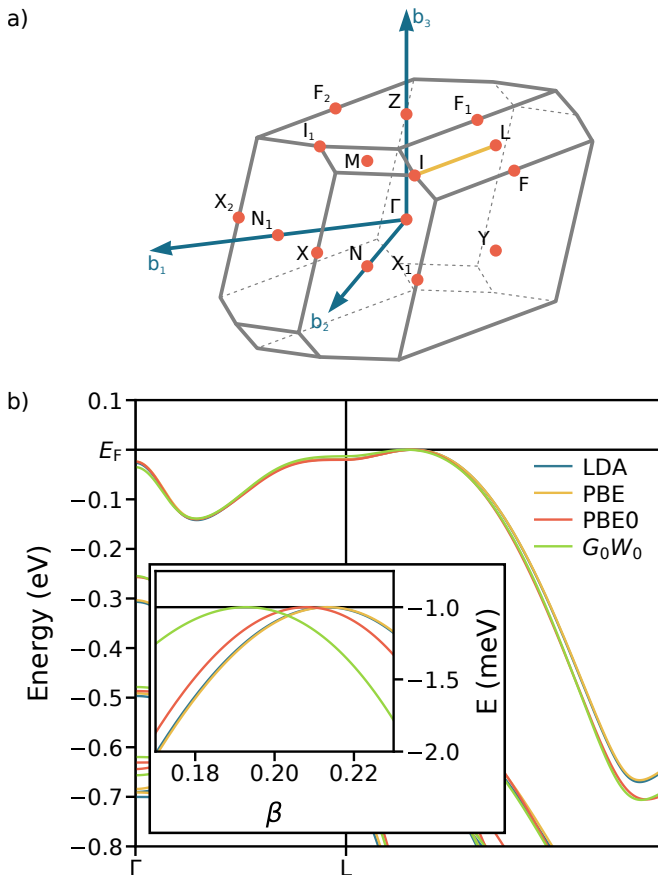 a)
b₃
F₂
Z
F₁
I₁
L
M
I
F
X₂
N₁
Γ
b₁
X
N
X₁
Y
b₂
b)
0.1
E_F
−0.1
−0.2
−0.3
−0.4
−0.5
−0.6
−0.7
−0.8
Energy (eV)
LDA
PBE
PBE0
G₀W₀
−1.0
−1.5
−2.0
E (meV)
0.18 0.20 0.22
β
Γ L